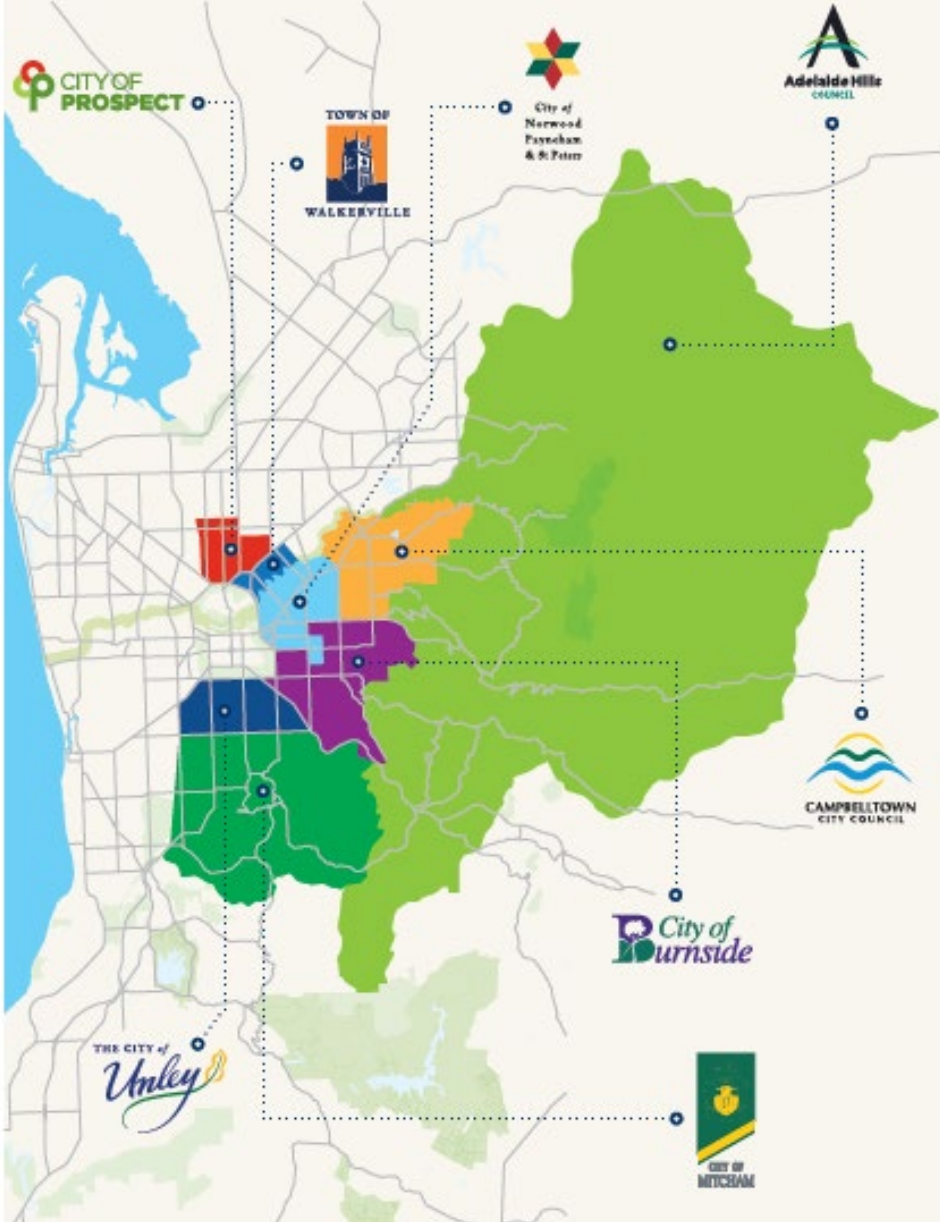 CITY OF
PROSPECT
TOWN OF
WALKERVILLE
City of
Norwood
Payneham
& St Peters
Adelaide Hills
COUNCIL
CAMPBELLTOWN
CITY COUNCIL
City of
Burnside
THE CITY of
Unley
CITY OF
MITCHAM